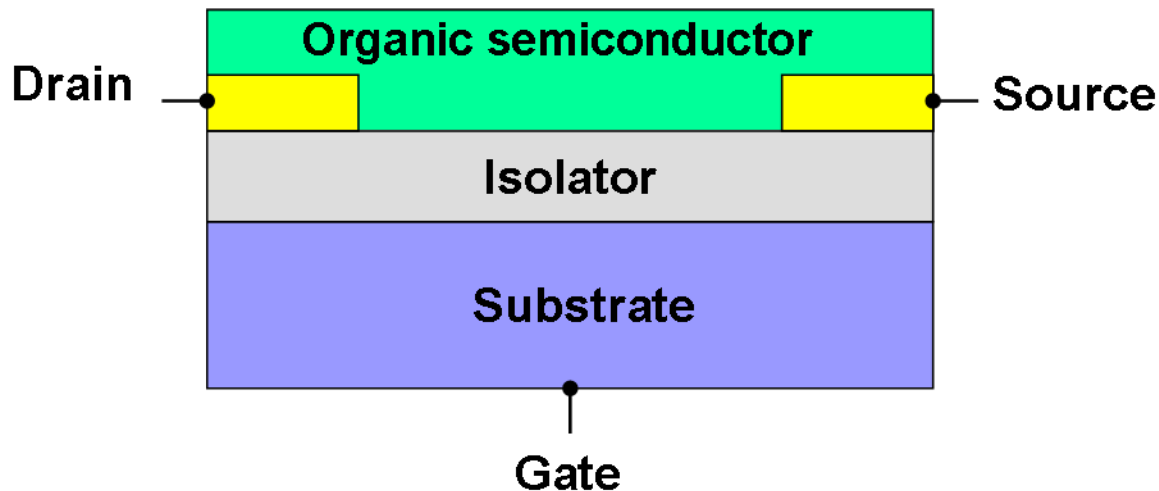 Organic semiconductor
Drain
Source
Isolator
Substrate
Gate